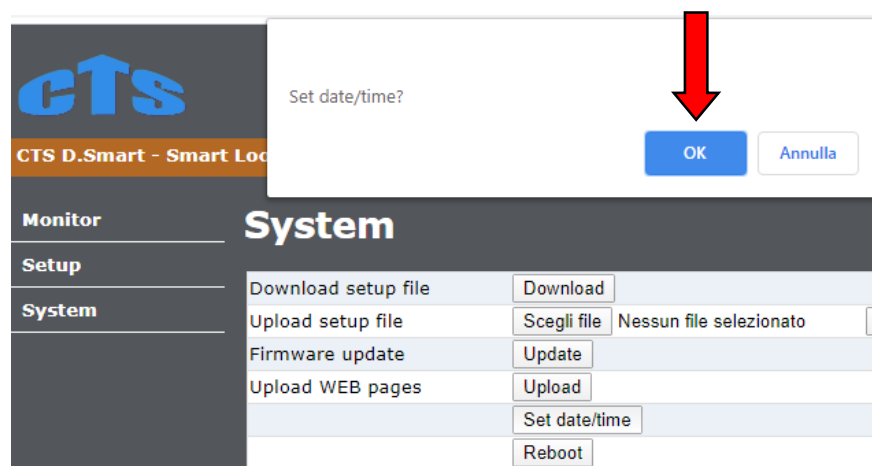 cTs
Set date/time?
OK Annulla
CTS D.Smart - Smart
Monitor
Setup
System
System
Download setup file Download
Upload setup file Scegli file Nessun file selezionato
Firmware update Update
Upload WEB pages Upload
Set date/time
Reboot